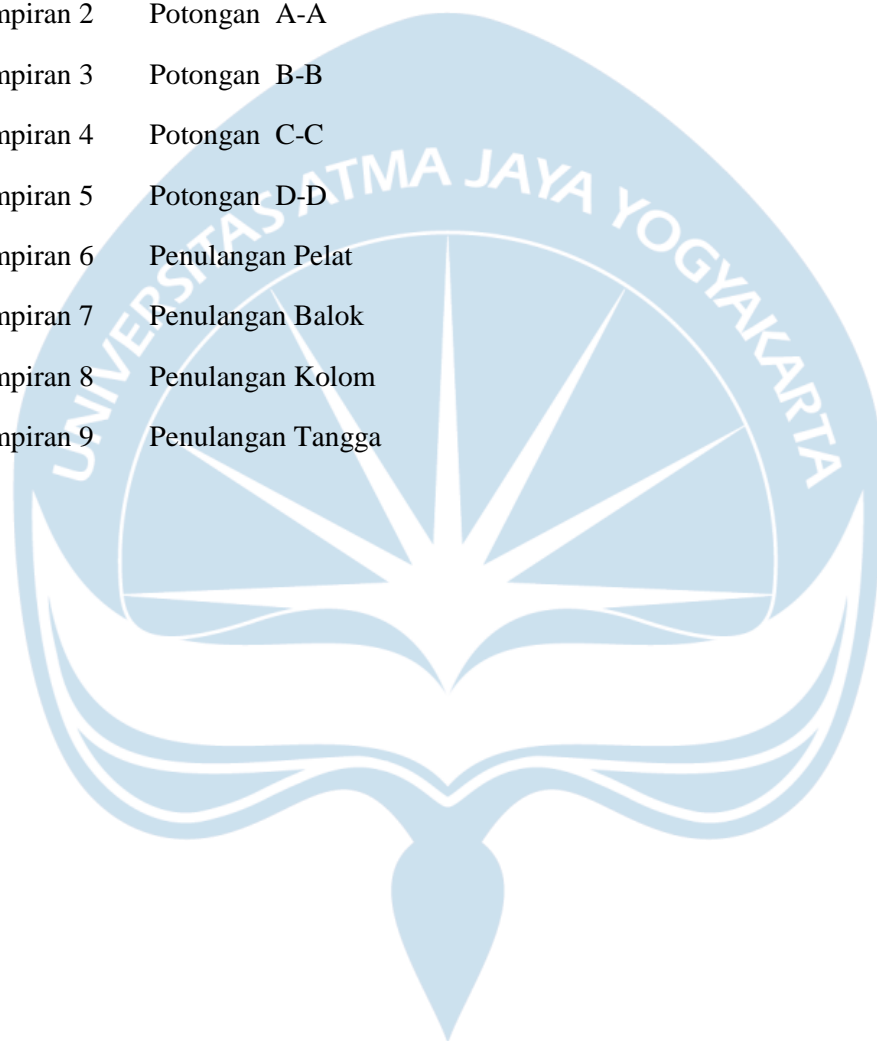 mpiran 2 Potongan A-A
mpiran 3 Potongan B-B
mpiran 4 Potongan C-C
mpiran 5 Potongan D-D
mpiran 6 Penulangan Pelat
mpiran 7 Penulangan Balok
mpiran 8 Penulangan Kolom
mpiran 9 Penulangan Tangga
UNIVERSITAS ATMA JAYA YOGYAKARTA